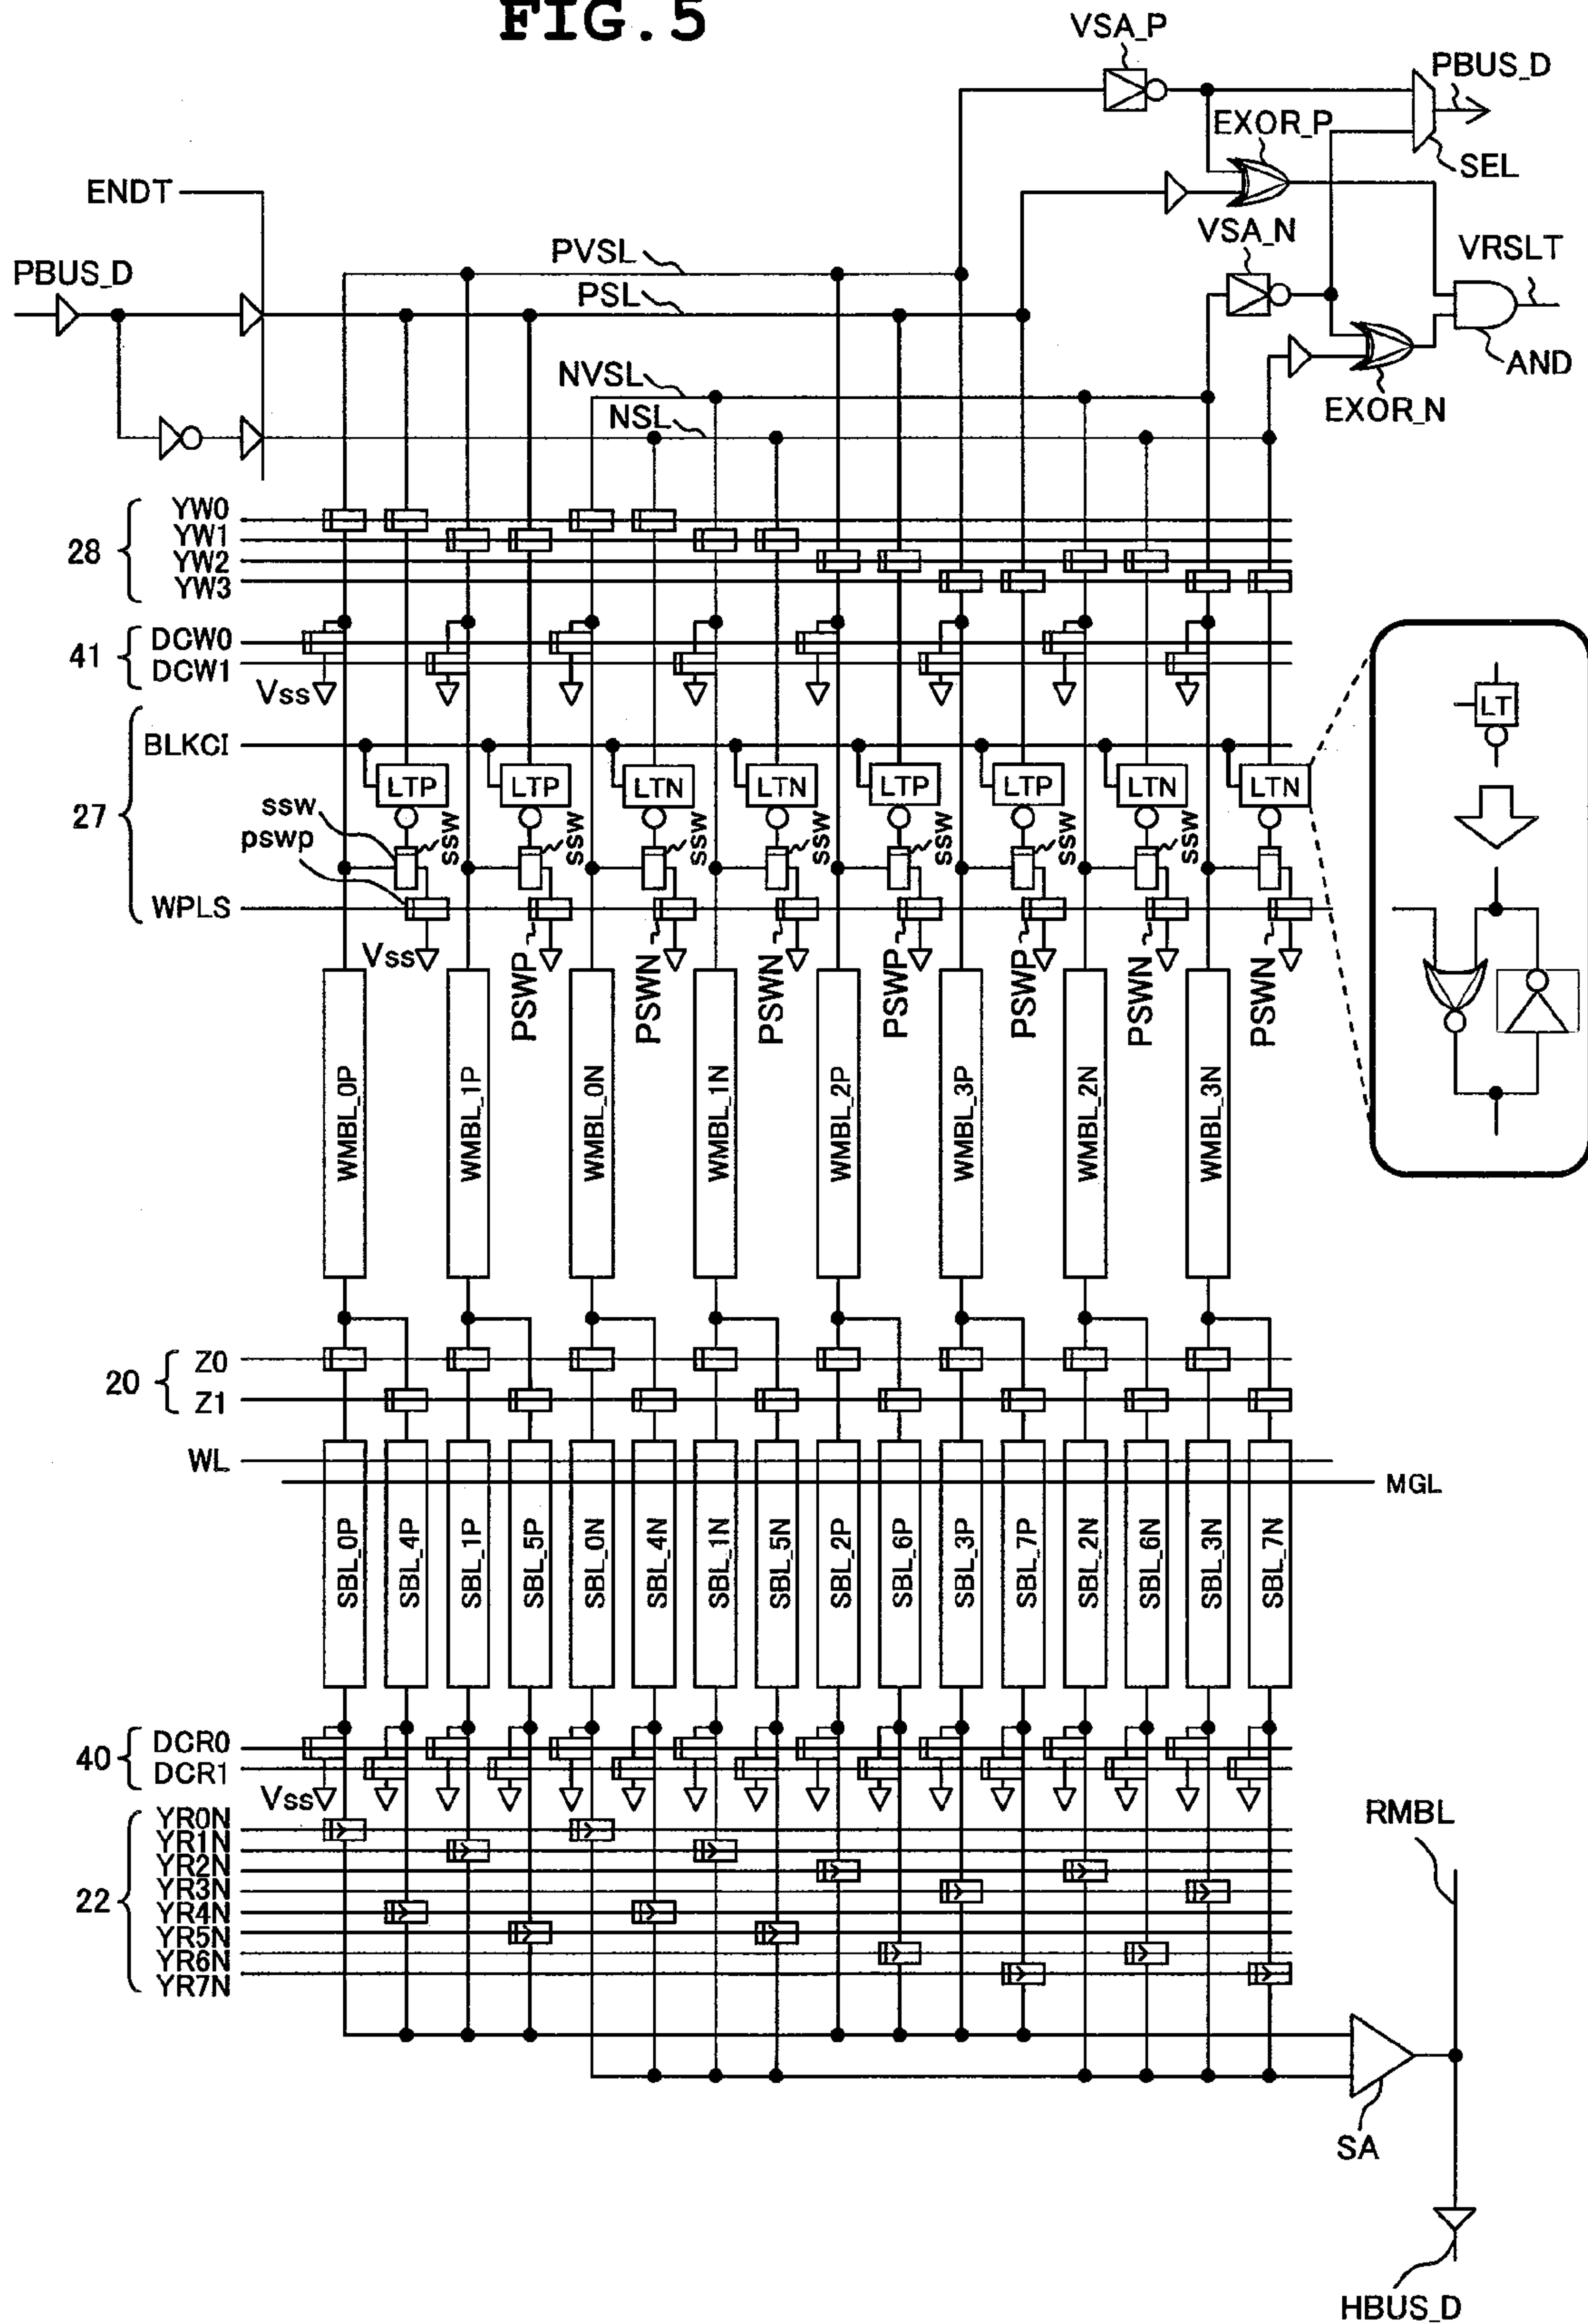 FIG. 5
VSA_P
PBUS_D
EXOR_P
SEL
ENDT
VSA_N
VRSLT
PBUS_D
PVSL
PSL
NVSL
AND
NSL
EXOR_N
28
YW0
YW1
YW2
YW3
41
DCW0
DCW1
Vss
27
BLKCI
LTP LTP LTN LTN LTP LTP LTN LTN
LT
ssw
pswp
ssw ssw ssw ssw ssw ssw ssw
WPLS
Vss
PSWP PSWN PSWN PSWP PSWP PSWN PSWN
WMBL_0P WMBL_1P WMBL_0N WMBL_1N WMBL_2P WMBL_3P WMBL_2N WMBL_3N
20
Z0
Z1
WL
MGL
SBL_0P SBL_4P SBL_1P SBL_5P SBL_0N SBL_4N SBL_1N SBL_5N SBL_2P SBL_6P SBL_3P SBL_7P SBL_2N SBL_6N SBL_3N SBL_7N
40
DCR0
DCR1
Vss
22
YR0N
YR1N
YR2N
YR3N
YR4N
YR5N
YR6N
YR7N
RMBL
SA
HBUS_D